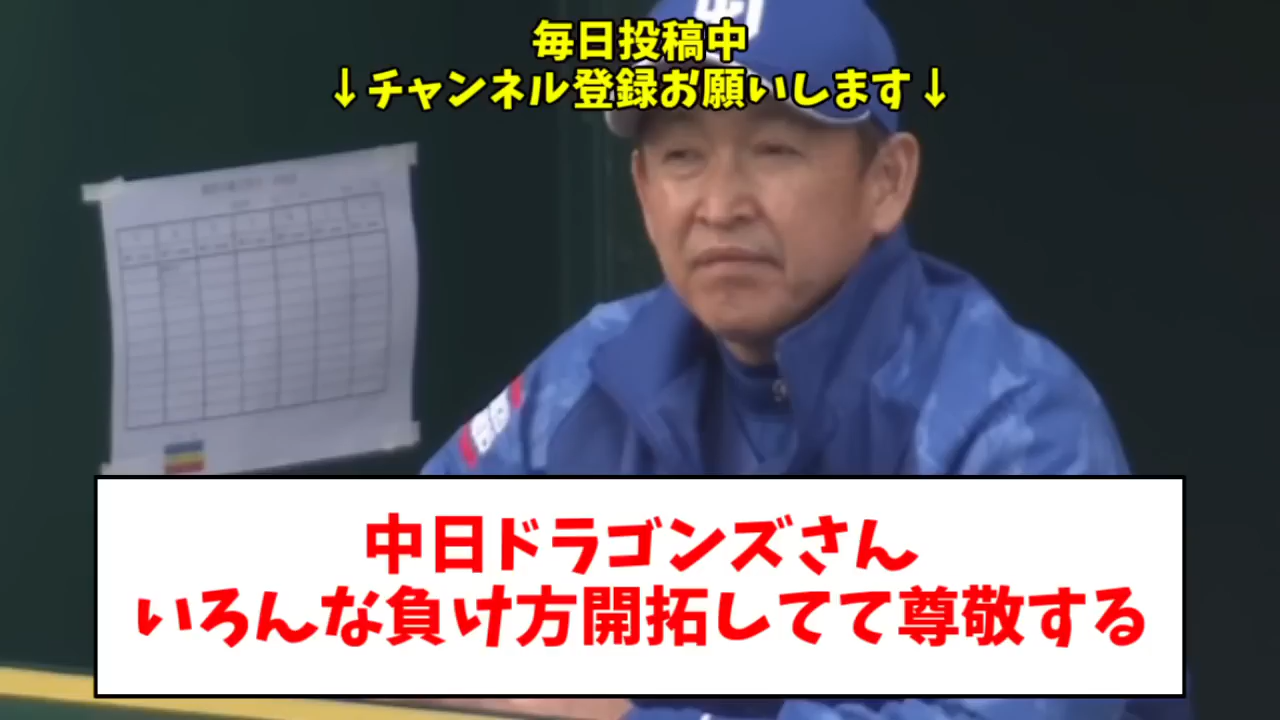 毎日投稿中
↓チャンネル登録お願いします↓
中日ドラゴンズさん
いろんな負け方開拓してて尊敬する